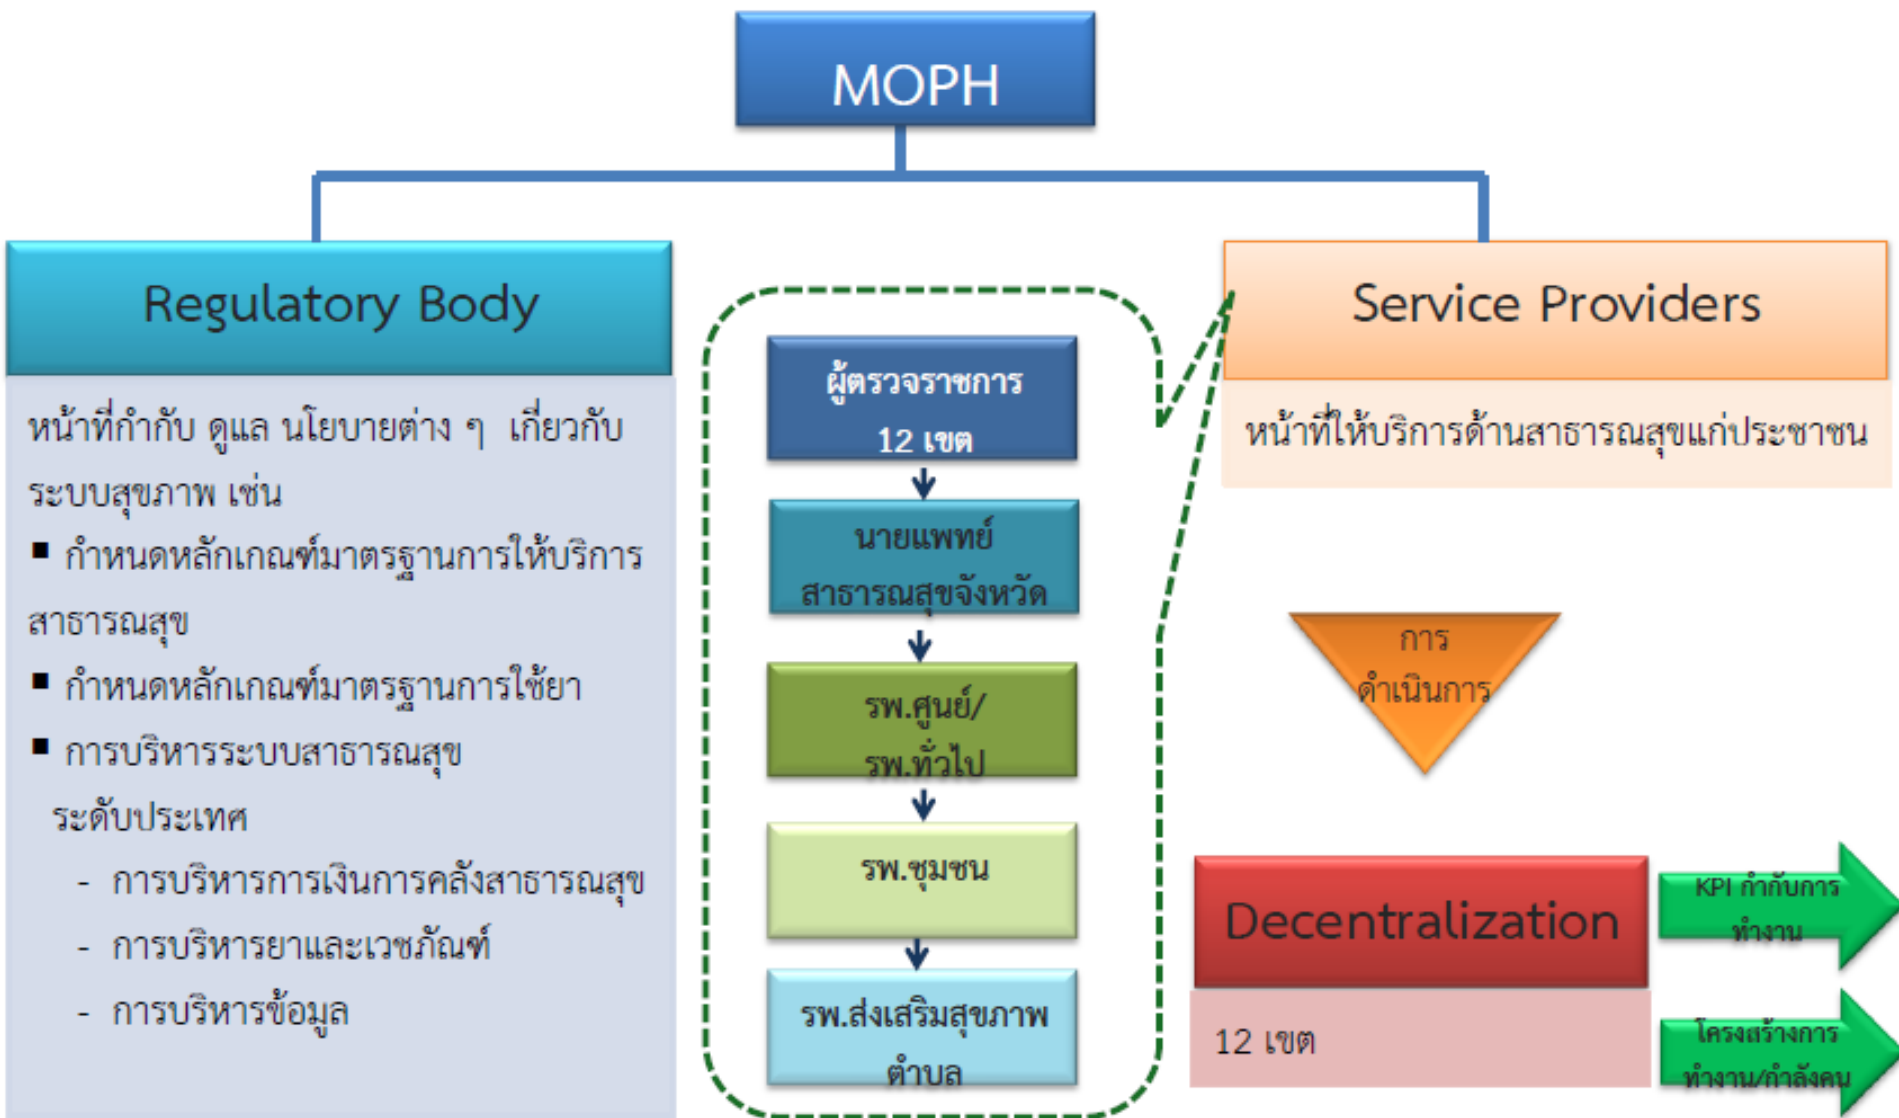 MOPH
Regulatory Body
หน้าที่กำกับ ดูแล นโยบายต่าง ๆ เกี่ยวกับ
ระบบสุขภาพ เช่น
▪ กำหนดหลักเกณฑ์มาตรฐานการให้บริการ
สาธารณสุข
▪ กำหนดหลักเกณฑ์มาตรฐานการใช้ยา
▪ การบริหารระบบสาธารณสุข
ระดับประเทศ
- การบริหารการเงินการคลังสาธารณสุข
- การบริหารยาและเวชภัณฑ์
- การบริหารข้อมูล
ผู้ตรวจราชการ
12 เขต
นายแพทย์
สาธารณสุขจังหวัด
รพ.ศูนย์/
รพ.ทั่วไป
รพ.ชุมชน
รพ.ส่งเสริมสุขภาพ
ตำบล
Service Providers
หน้าที่ให้บริการด้านสาธารณสุขแก่ประชาชน
การ
ดำเนินการ
Decentralization
12 เขต
KPI กำกับการ
ทำงาน
โครงสร้างการ
ทำงาน/กำลังคน